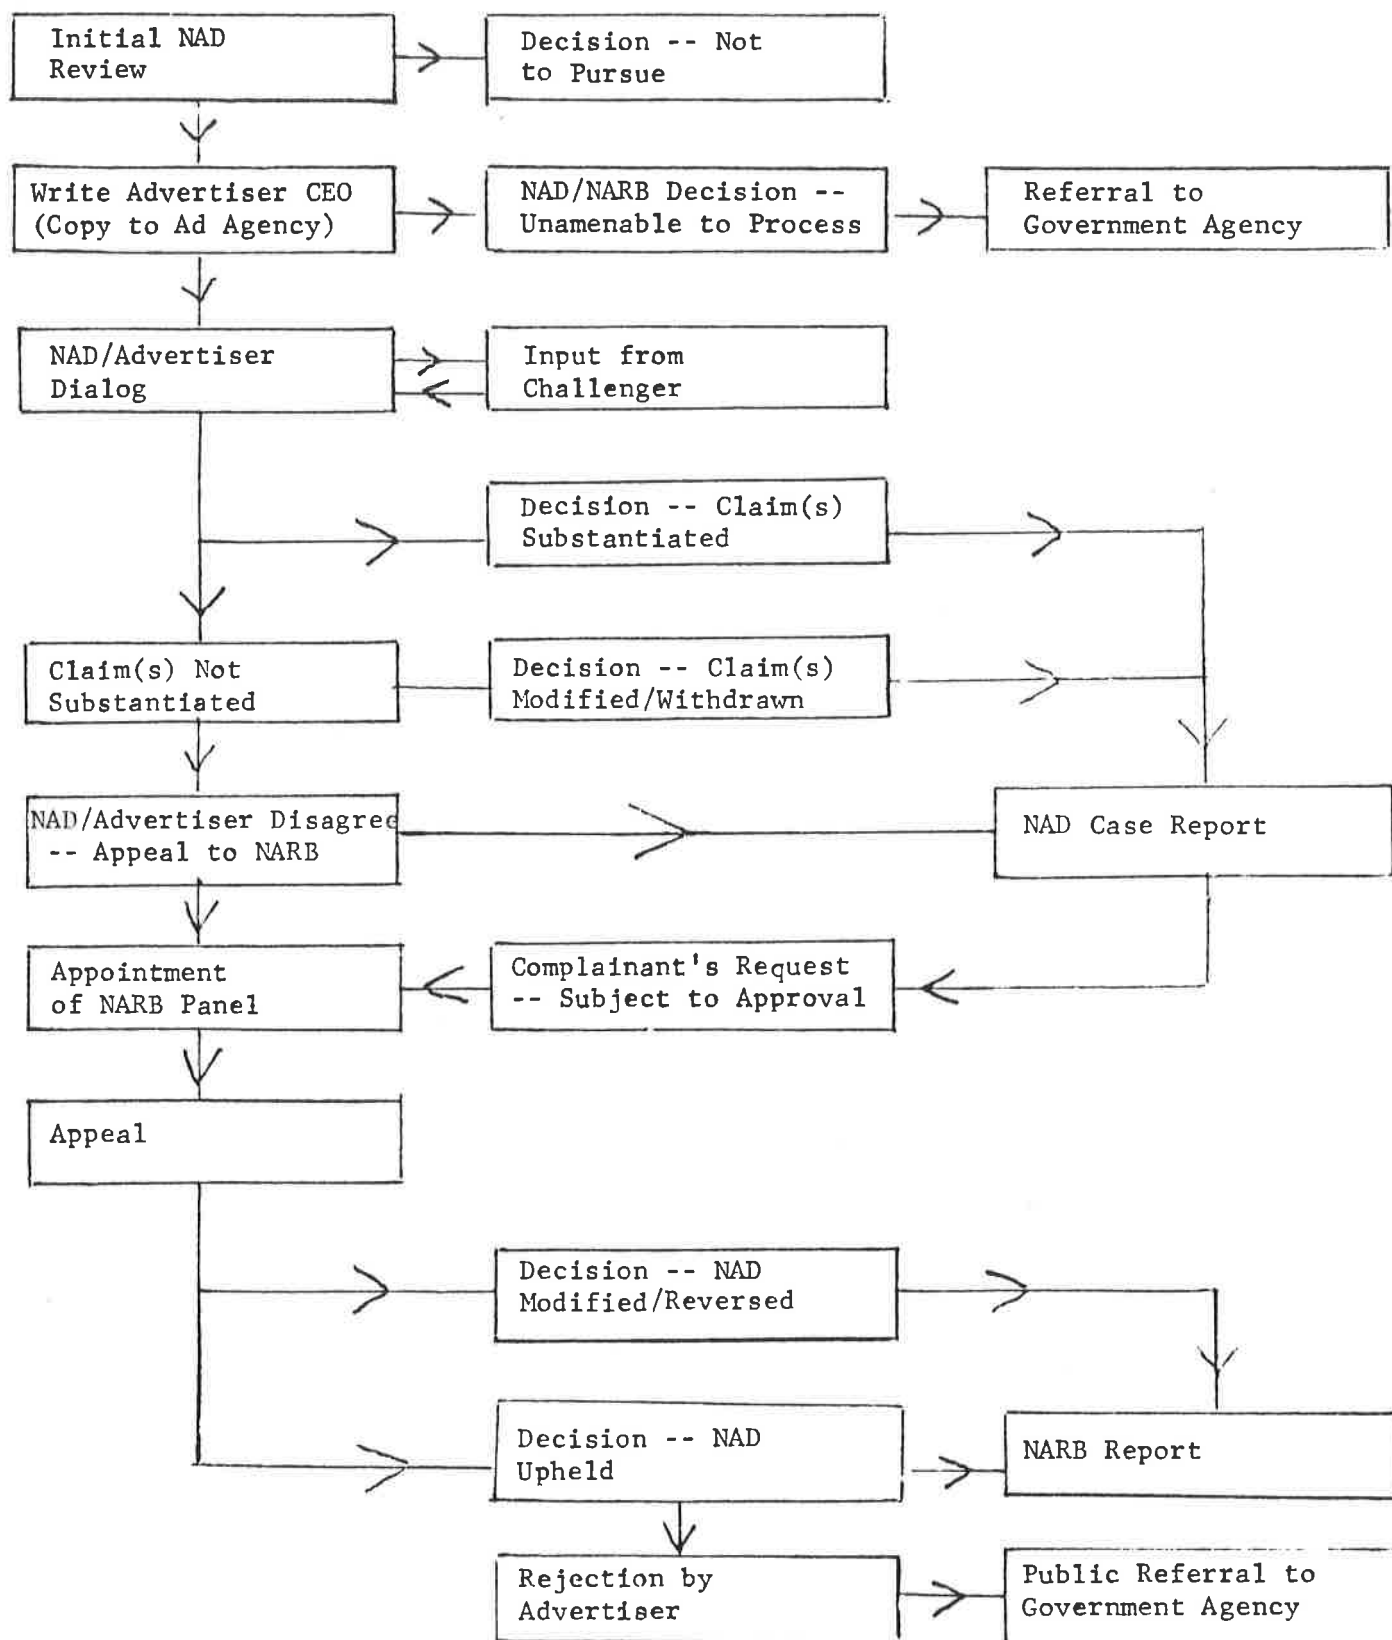 Initial NAD
Review
Decision -- Not
to Pursue
Write Advertiser CEO
(Copy to Ad Agency)
NAD/NARB Decision --
Unamenable to Process
Referral to
Government Agency
NAD/Advertiser
Dialog
Input from
Challenger
Decision -- Claim(s)
Substantiated
Claim(s) Not
Substantiated
Decision -- Claim(s)
Modified/Withdrawn
NAD/Advertiser Disagree
-- Appeal to NARB
NAD Case Report
Appointment
of NARB Panel
Complainant's Request
-- Subject to Approval
Appeal
Decision -- NAD
Modified/Reversed
Decision -- NAD
Upheld
NARB Report
Rejection by
Advertiser
Public Referral to
Government Agency